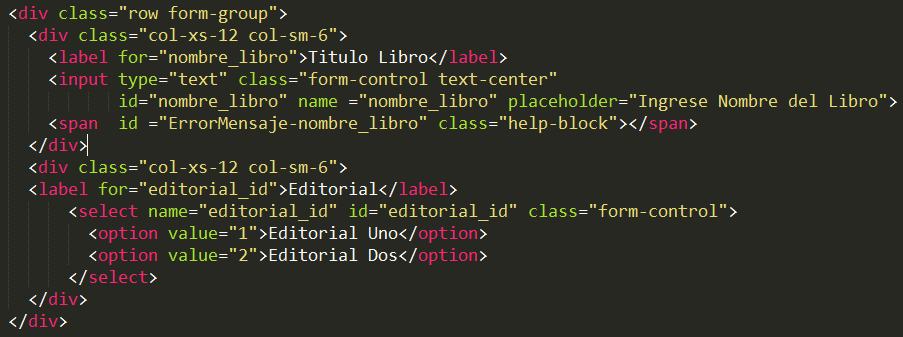 <div class="row form-group">
<div class="col-xs-12 col-sm-6">
<label for="nombre_libro">Titulo Libro</label>
<input type="text" class="form-control text-center"
id="nombre_libro" name ="nombre_libro" placeholder="Ingrese Nombre del Libro">
<span  id ="ErrorMensaje-nombre_libro" class="help-block"></span>
</div>
<div class="col-xs-12 col-sm-6">
<label for="editorial_id">Editorial</label>
<select name="editorial_id" id="editorial_id" class="form-control">
<option value="1">Editorial Uno</option>
<option value="2">Editorial Dos</option>
</select>
</div>
</div>